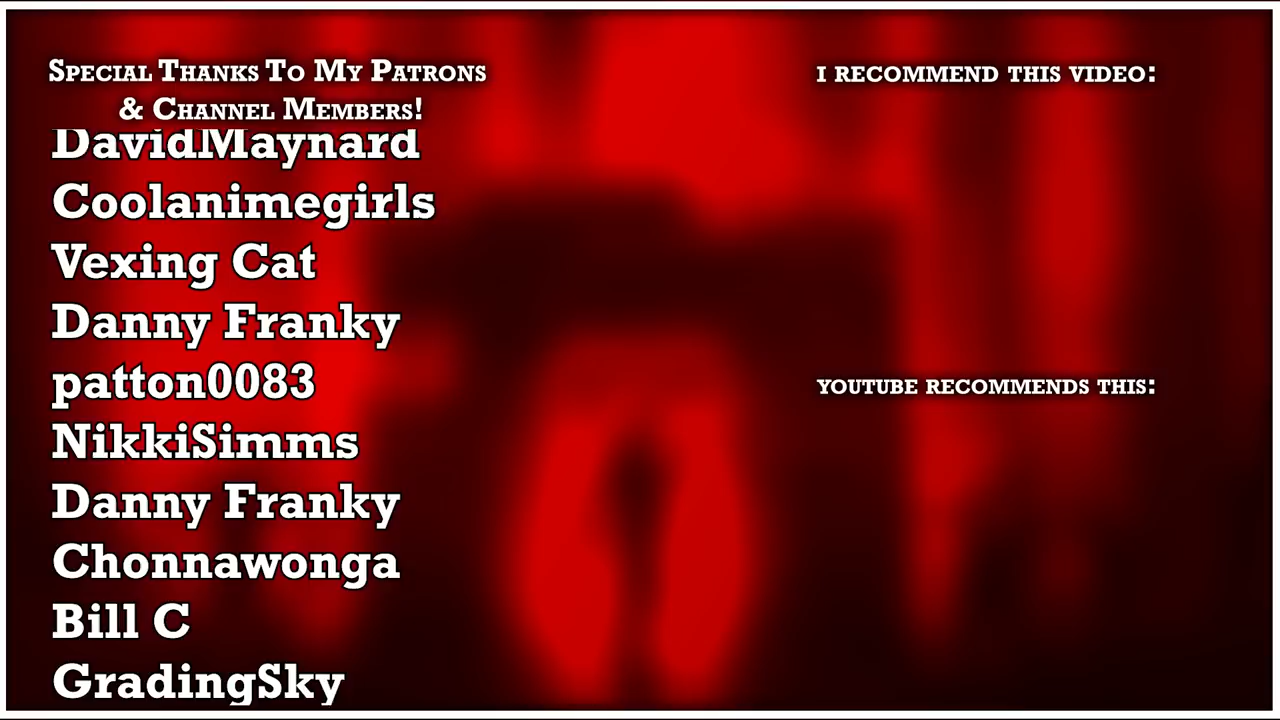 Special Thanks To My Patrons
& Channel Members!
DavidMaynard
Coolanimegirls
Vexing Cat
Danny Franky
patton0083
NikkiSimms
Danny Franky
Chonnawonga
Bill C
GradingSky
I RECOMMEND THIS VIDEO:
YOUTUBE RECOMMENDS THIS: